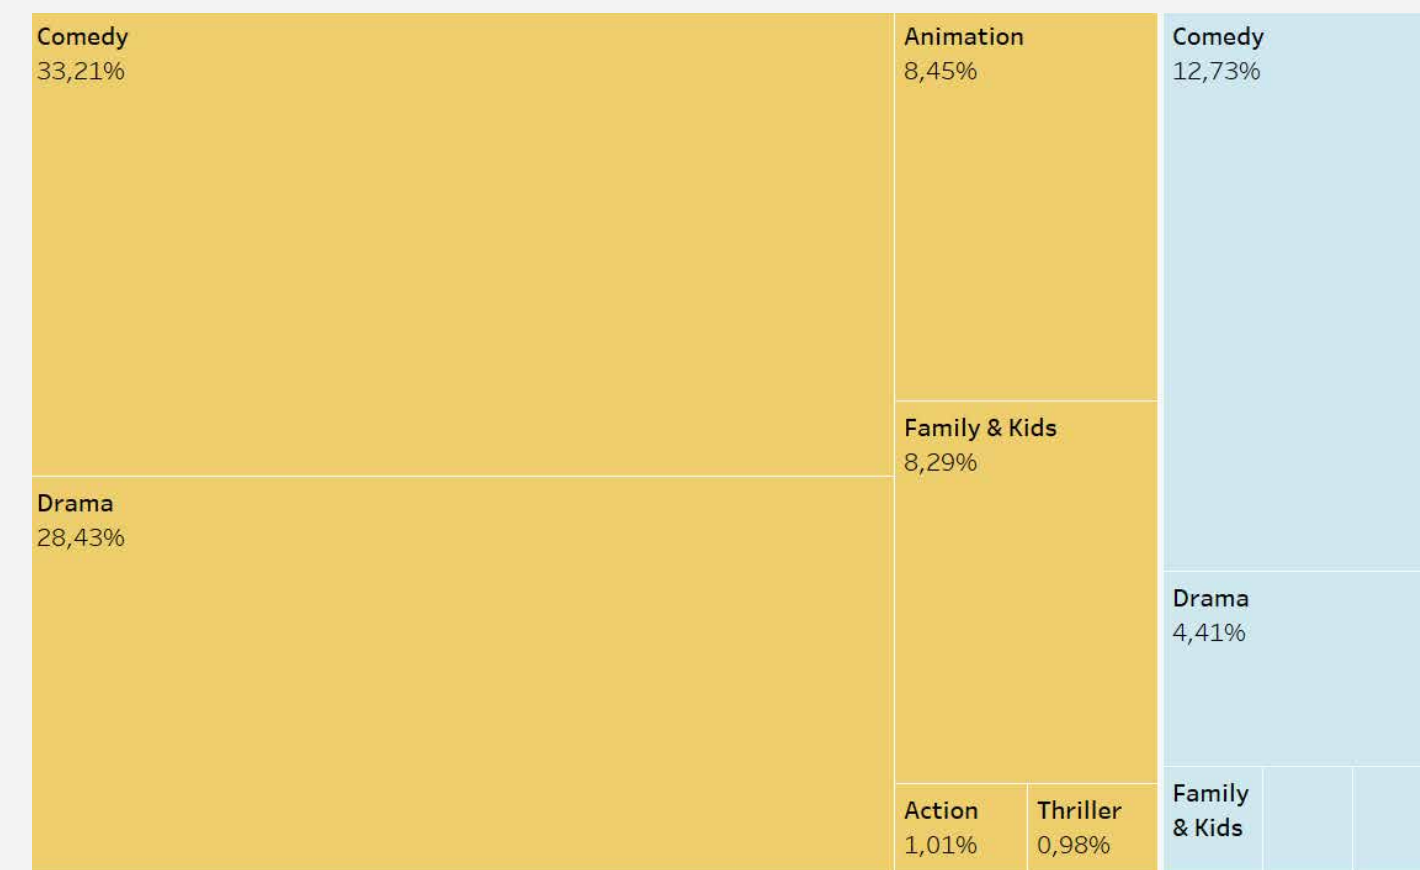 Comedy
33,21%
Drama
28,43%
Animation
8,45%
Family & Kids
8,29%
Action
1,01%
Thriller
0,98%
Comedy
12,73%
Drama
4,41%
Family
& Kids